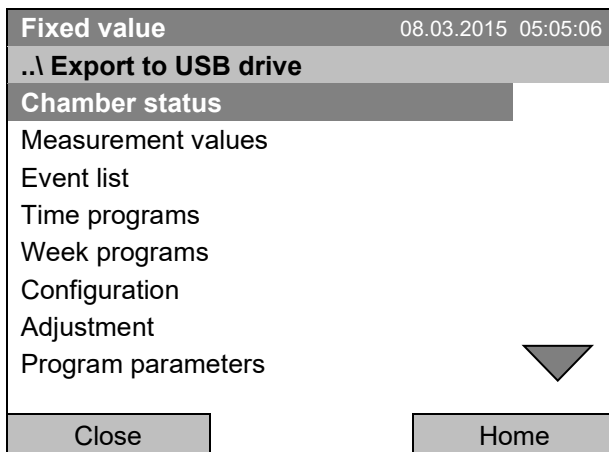 Fixed value 08.03.2015 05:05:06
..\ Export to USB drive
Chamber status
Measurement values
Event list
Time programs
Week programs
Configuration
Adjustment
Program parameters
Close Home